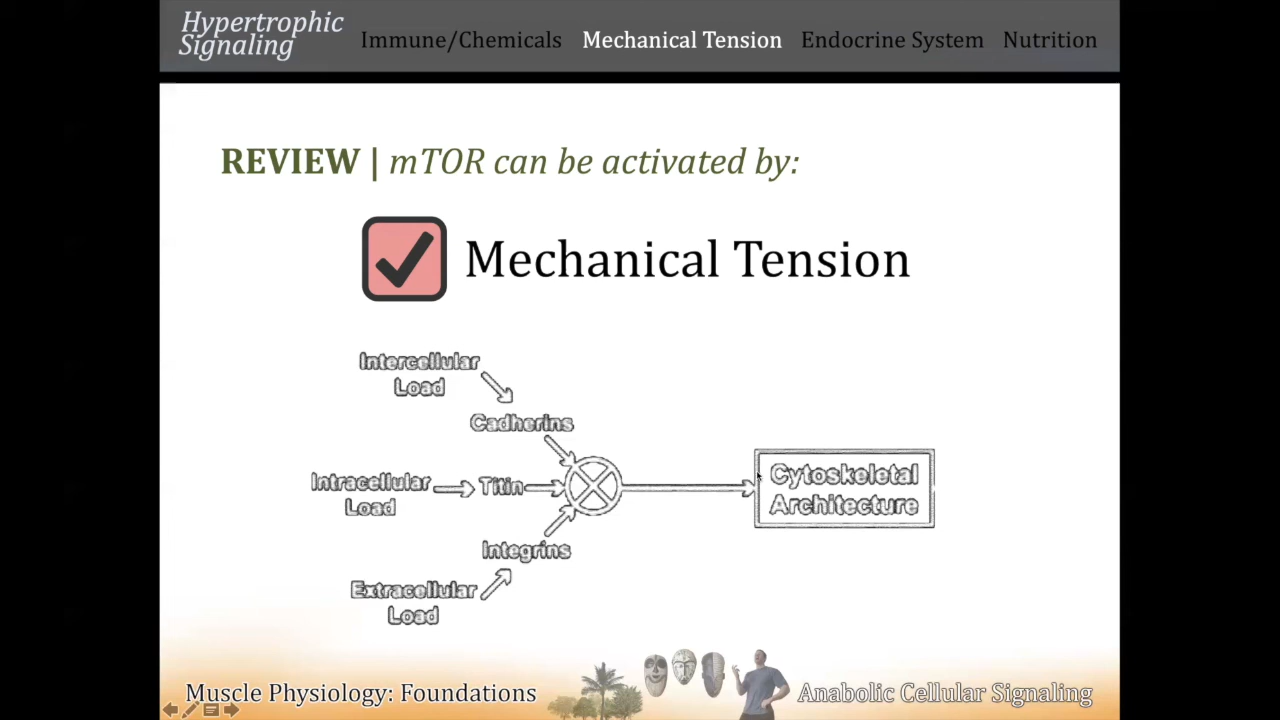 Hypertrophic
Signaling
Immune/Chemicals Mechanical Tension Endocrine System Nutrition
REVIEW | mTOR can be activated by:
Mechanical Tension
Intercellular
Load
Cadherins
Intracellular
Load
Titin
Cytoskeletal
Architecture
Integrins
Extracellular
Load
Muscle Physiology: Foundations
Anabolic Cellular Signaling